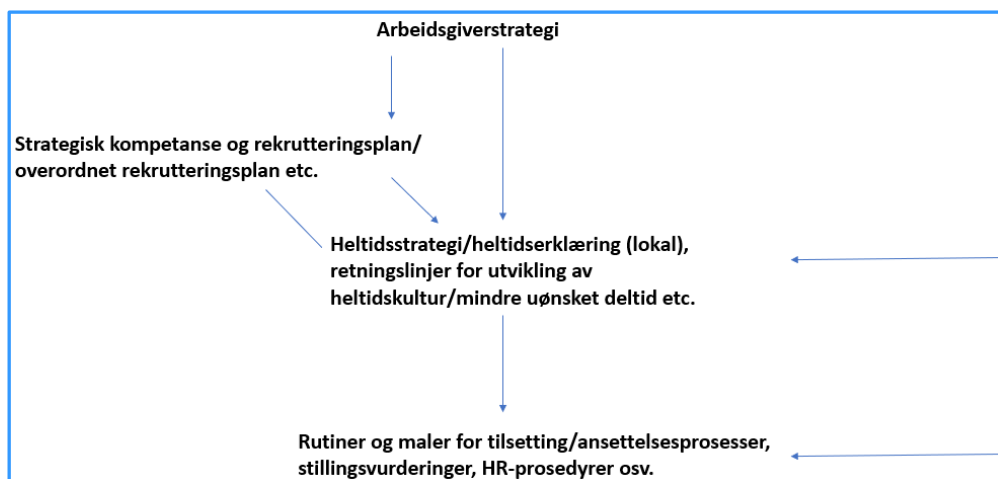 Arbeidsgiverstrategi
Strategisk kompetanse og rekrutteringsplan/
overordnet rekrutteringsplan etc.
Heltidsstrategi/heltidserklæring (lokal),
retningslinjer for utvikling av
heltidskultur/mindre uønsket deltid etc.
Rutiner og maler for tilsetting/ansettelsesprosesser,
stillingsvurderinger, HR-prosedyrer osv.